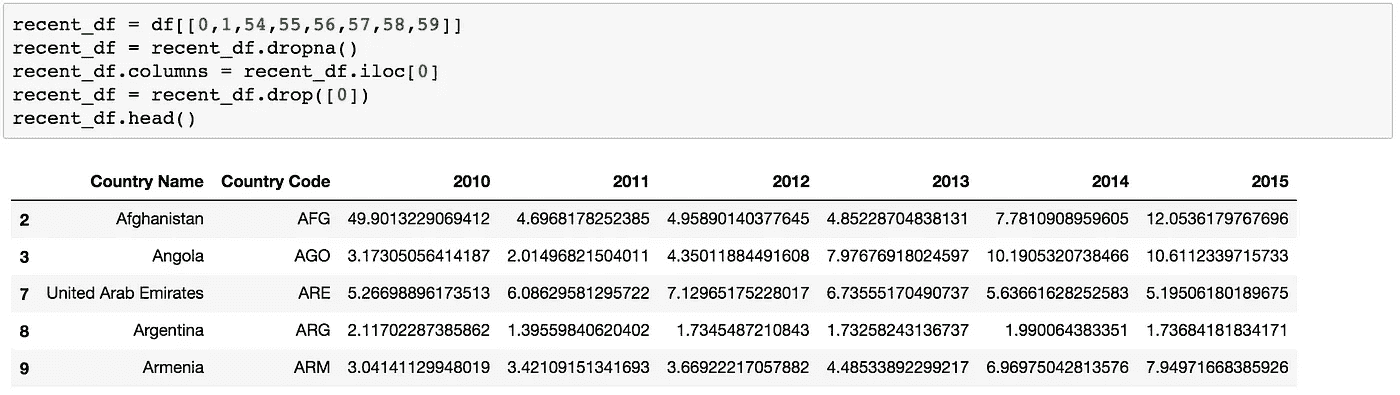 recent_df = df[[0,1,54,55,56,57,58,59]]
recent_df = recent_df.dropna()
recent_df.columns = recent_df.iloc[0]
recent_df = recent_df.drop([0])
recent_df.head()
Country Name Country Code 2010 2011 2012 2013 2014 2015
2 Afghanistan AFG 49.9013229069412 4.6968178252385 4.95890140377645 4.85228704838131 7.7810908959605 12.0536179767696
3 Angola AGO 3.17305056414187 2.01496821504011 4.35011884491608 7.97676918024597 10.1905320738466 10.6112339715733
7 United Arab Emirates ARE 5.26698896173513 6.08629581295722 7.12965175228017 6.73555170490737 5.63661628252583 5.19506180189675
8 Argentina ARG 2.11702287385862 1.39559840620402 1.7345487210843 1.73258243136737 1.990064383351 1.73684181834171
9 Armenia ARM 3.04141129948019 3.42109151341693 3.66922217057882 4.48533892299217 6.96975042813576 7.94971668385926